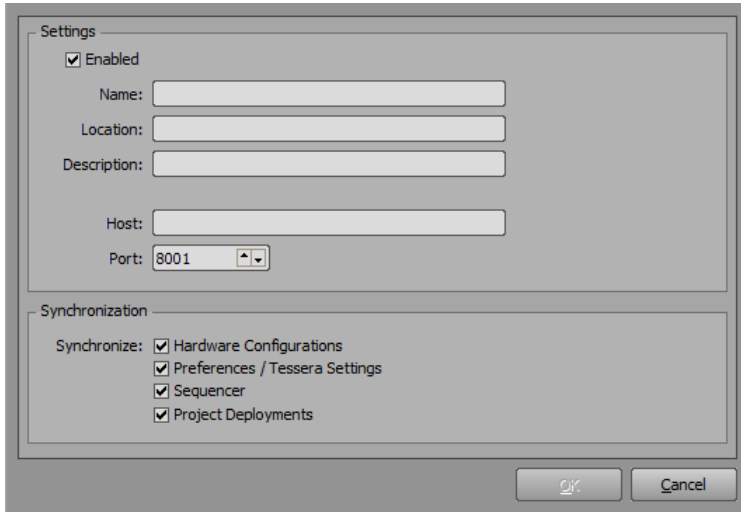 Settings
Enabled
Name:
Location:
Description:
Host:
Port: 8001
Synchronization
Synchronize: Hardware Configurations
Preferences / Tessera Settings
Sequencer
Project Deployments
OK Cancel